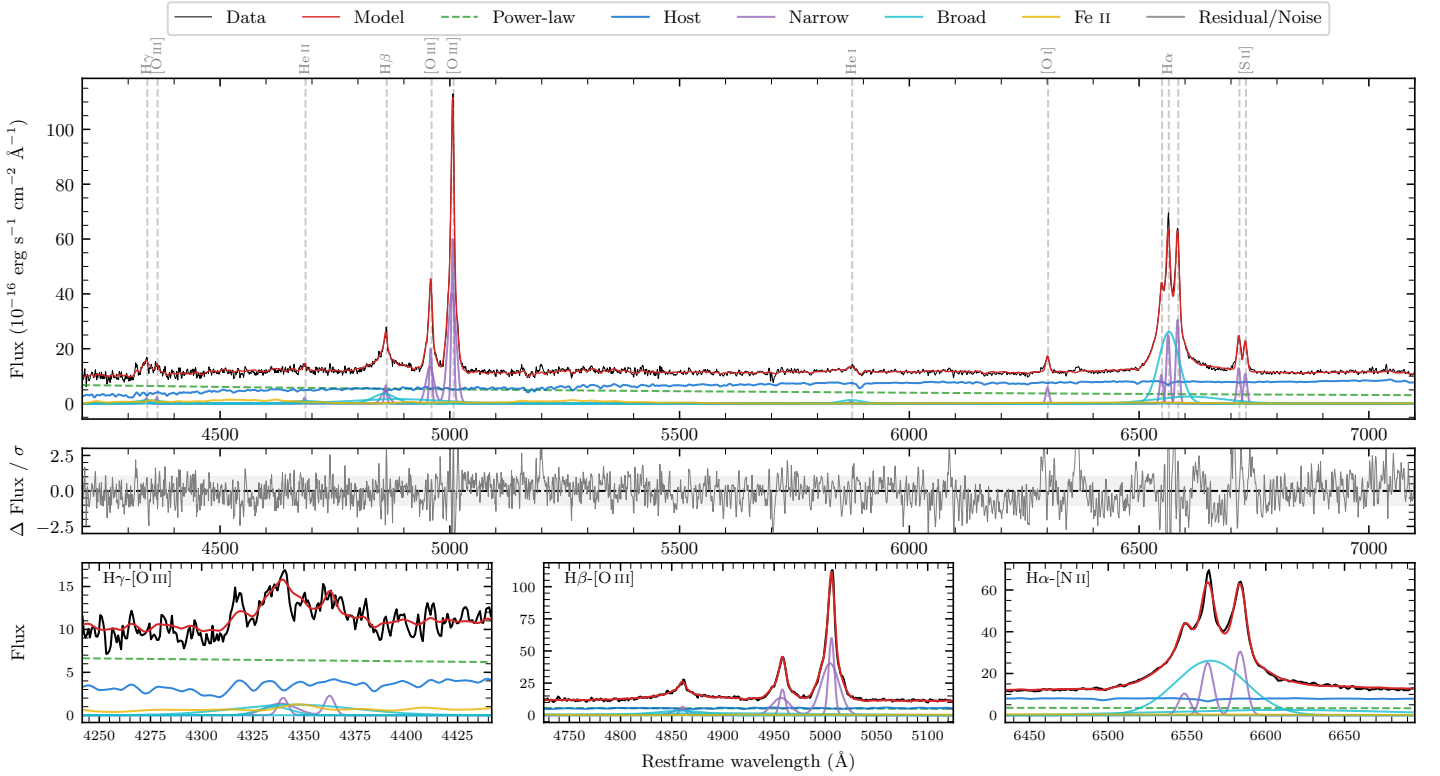 Data Model Power-law Host Narrow Broad Fe II Residual/Noise
Hγ [O III] He II Hβ [O III] [O III] He I [O I] Hα [S II]
Flux (10⁻¹⁶ erg s⁻¹ cm⁻² Å⁻¹)
100
80
60
40
20
0
4500 5000 5500 6000 6500 7000
Δ Flux / σ
2.5
0.0
−2.5
4500 5000 5500 6000 6500 7000
Flux
Hγ-[O III]
15
10
5
0
4250 4275 4300 4325 4350 4375 4400 4425
Hβ-[O III]
100
75
50
25
0
4750 4800 4850 4900 4950 5000 5050 5100
Hα-[N II]
60
40
20
0
6450 6500 6550 6600 6650
Restframe wavelength (Å)